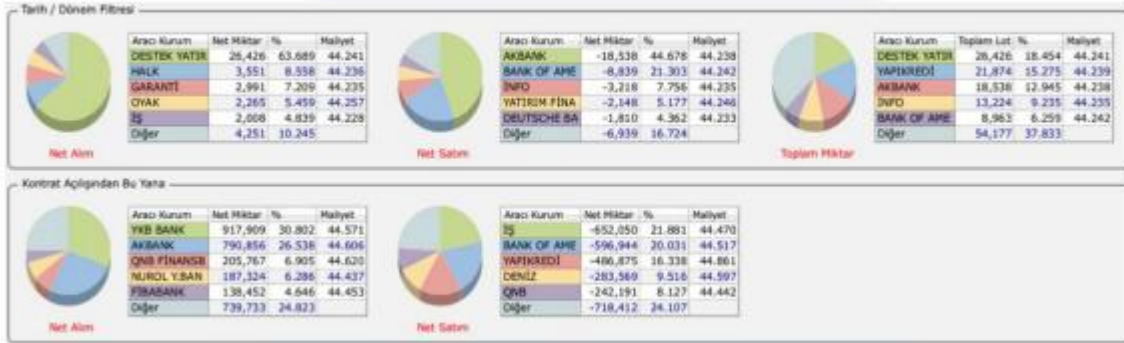 Tarih / Dönem Filtresi
Aracı Kurum Net Miktar % Maliyet
DESTEK YATIR 26,426 63.689 44.241
HALK 3,551 8.558 44.236
GARANTİ 2,991 7.209 44.235
OYAK 2,265 5.459 44.257
İŞ 2,008 4.839 44.228
Diğer 4,251 10.245
Net Alım
Aracı Kurum Net Miktar % Maliyet
AKBANK -18,538 44.678 44.238
BANK OF AME -8,839 21.303 44.242
İNFO -3,218 7.756 44.235
YATIRIM FİNA -2,148 5.177 44.246
DEUTSCHE BA -1,810 4.362 44.233
Diğer -6,939 16.724
Net Satım
Aracı Kurum Toplam Lot % Maliyet
DESTEK YATIR 26,426 18.454 44.241
YAPIKREDİ 21,874 15.275 44.239
AKBANK 18,538 12.945 44.238
İNFO 13,224 9.235 44.235
BANK OF AME 8,963 6.259 44.242
Diğer 54,177 37.833
Toplam Miktar
Kontrat Açılışından Bu Yana
Aracı Kurum Net Miktar % Maliyet
YKB BANK 917,909 30.802 44.571
AKBANK 790,856 26.538 44.606
QNB FİNANSB 205,767 6.905 44.620
NUROL Y.BAN 187,324 6.286 44.437
FİBABANK 138,452 4.646 44.453
Diğer 739,733 24.823
Net Alım
Aracı Kurum Net Miktar % Maliyet
İŞ -652,050 21.881 44.470
BANK OF AME -596,944 20.031 44.517
YAPIKREDİ -486,875 16.338 44.861
DENİZ -283,569 9.516 44.597
QNB -242,191 8.127 44.442
Diğer -718,412 24.107
Net Satım